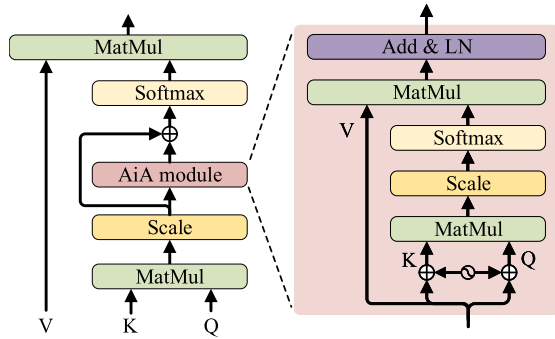 MatMul
Softmax
AiA module
Scale
MatMul
V
K
Q
Add & LN
MatMul
V
Softmax
Scale
MatMul
K
Q